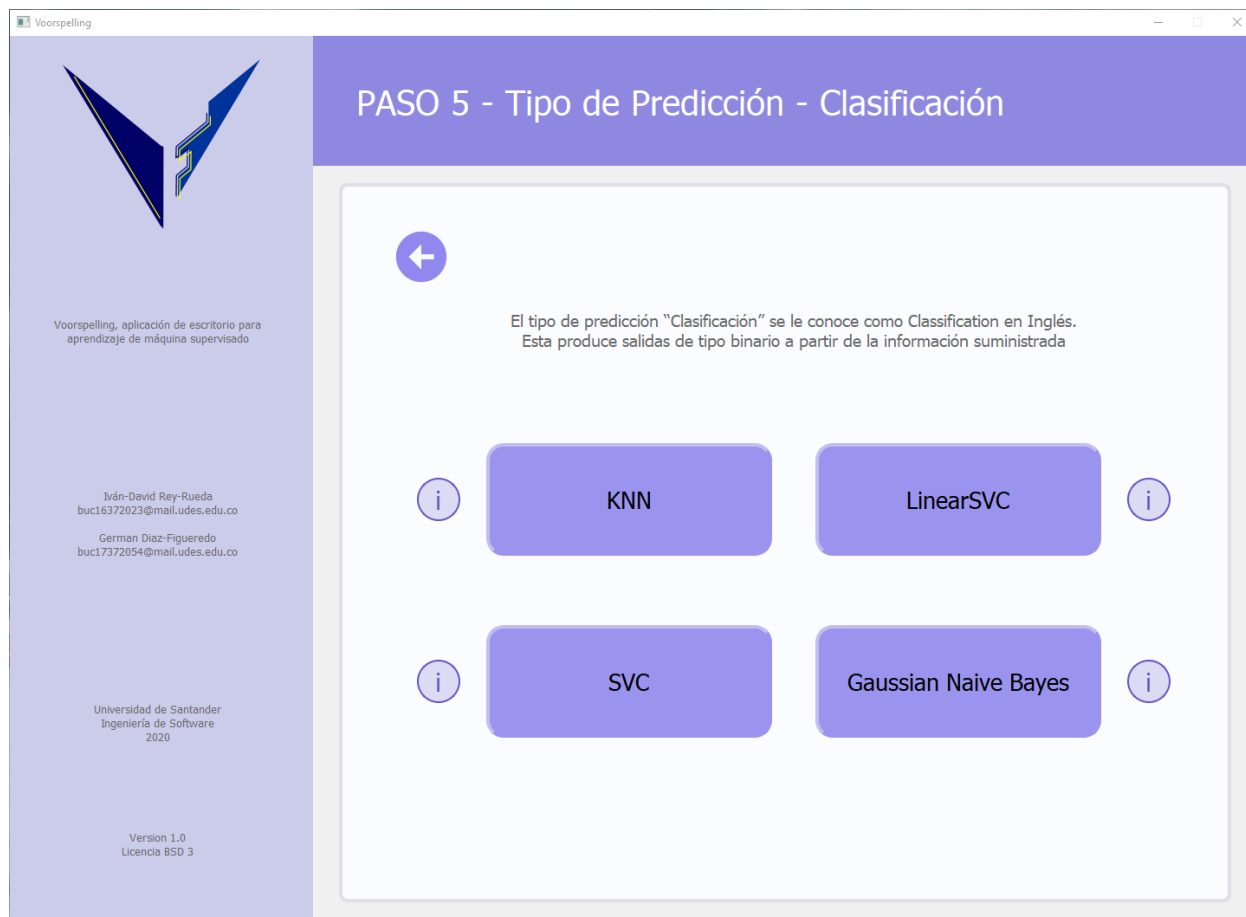 Voorspelling
PASO 5 - Tipo de Predicción - Clasificación
Voorspelling, aplicación de escritorio para
aprendizaje de máquina supervisado
Iván-David Rey-Rueda
buc16372023@mail.udes.edu.co
German Diaz-Figueredo
buc17372054@mail.udes.edu.co
Universidad de Santander
Ingeniería de Software
2020
Version 1.0
Licencia BSD 3
El tipo de predicción “Clasificación” se le conoce como Classification en Inglés.
Esta produce salidas de tipo binario a partir de la información suministrada
i
KNN
LinearSVC
i
i
SVC
Gaussian Naive Bayes
i